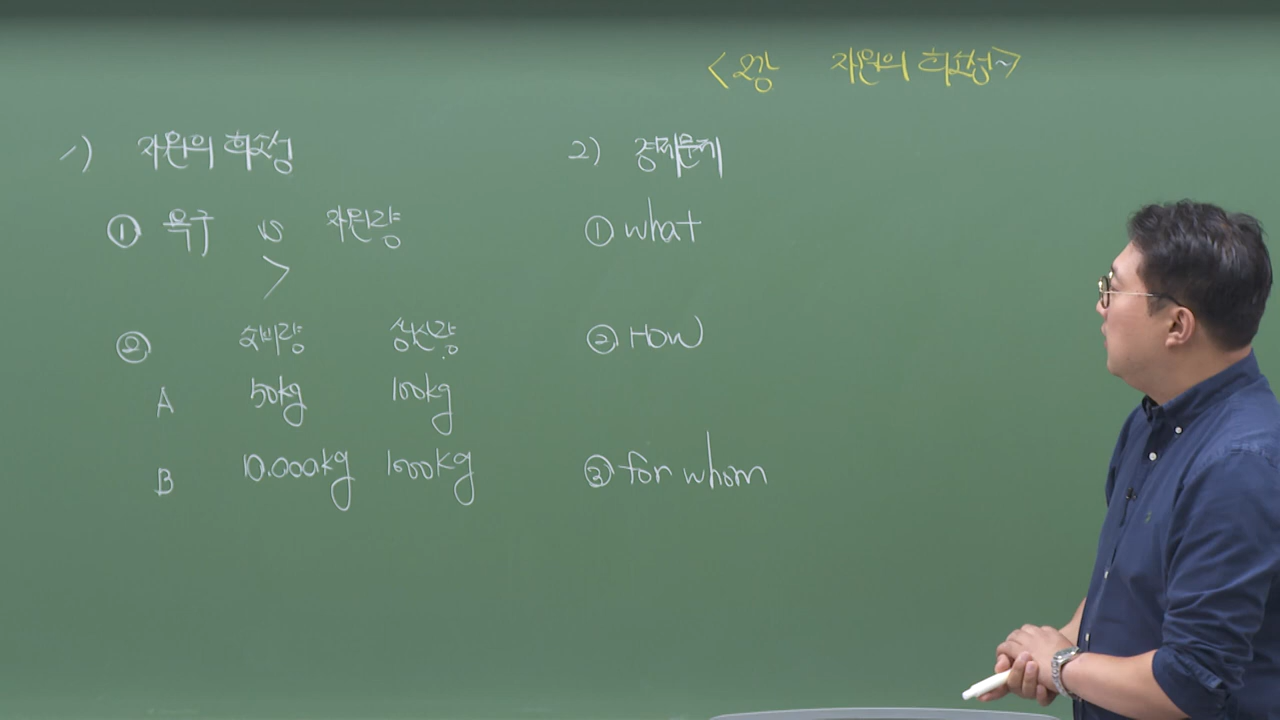 <2강 자원의 희소성~>
1) 자원의 희소성
① 욕구 vs 자원량
>
② 소비량 생산량
A 50kg 100kg
B 10.000kg 1000kg
2) 경제문제
① what
② How
③ for whom